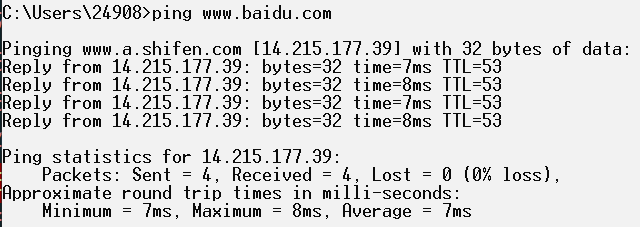 C:\Users\24908>ping www.baidu.com
Pinging www.a.shifen.com [14.215.177.39] with 32 bytes of data:
Reply from 14.215.177.39: bytes=32 time=7ms TTL=53
Reply from 14.215.177.39: bytes=32 time=8ms TTL=53
Reply from 14.215.177.39: bytes=32 time=7ms TTL=53
Reply from 14.215.177.39: bytes=32 time=8ms TTL=53
Ping statistics for 14.215.177.39:
    Packets: Sent = 4, Received = 4, Lost = 0 (0% loss),
Approximate round trip times in milli-seconds:
    Minimum = 7ms, Maximum = 8ms, Average = 7ms